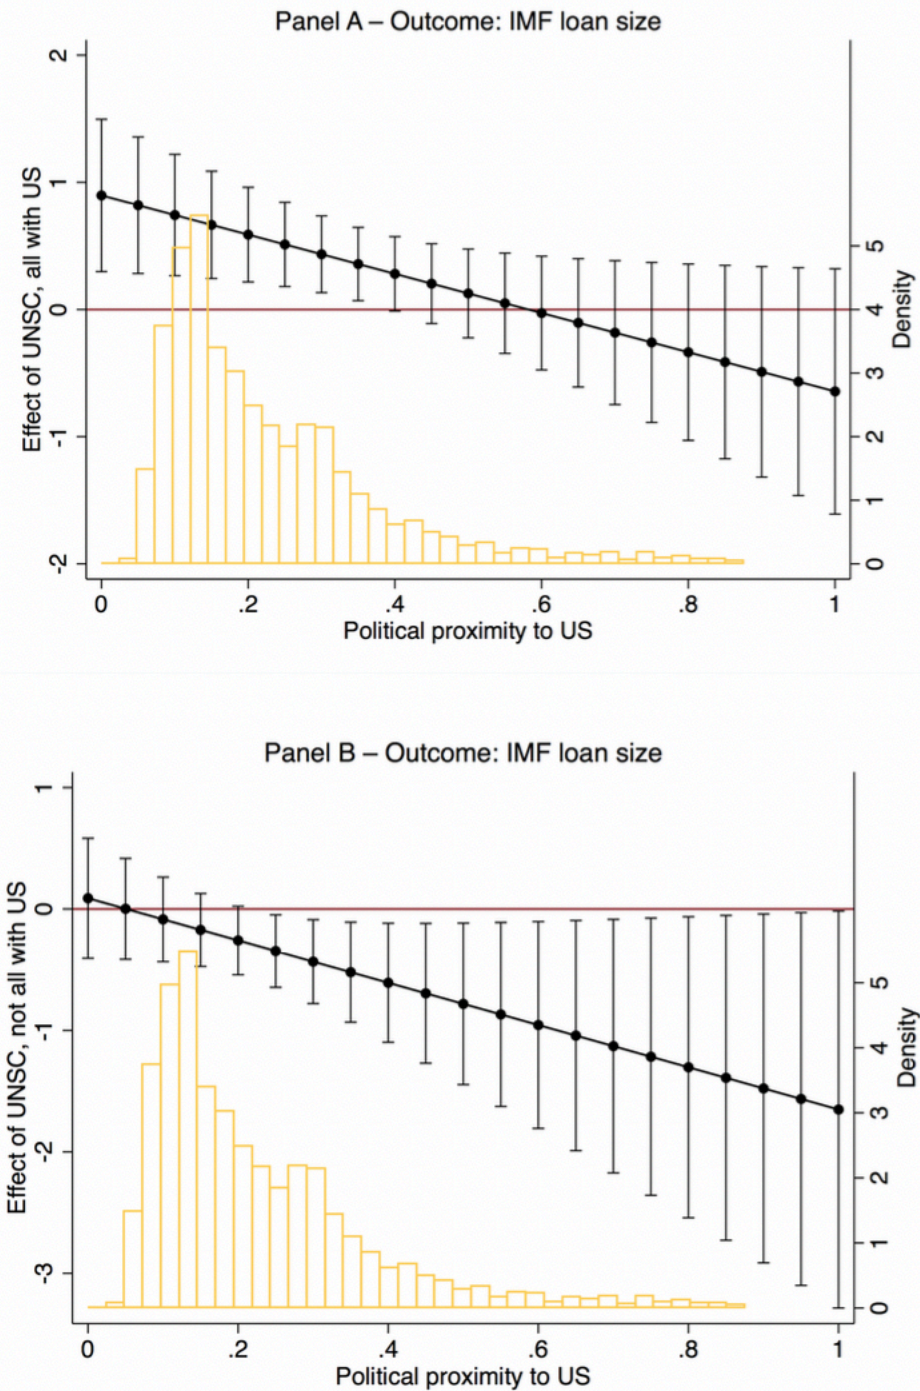 Panel A – Outcome: IMF loan size
2
1
0
-1
-2
Effect of UNSC, all with US
5
4
3
2
1
0
Density
0 .2 .4 .6 .8 1
Political proximity to US
Panel B – Outcome: IMF loan size
1
0
-1
-2
-3
Effect of UNSC, not all with US
5
4
3
2
1
0
Density
0 .2 .4 .6 .8 1
Political proximity to US